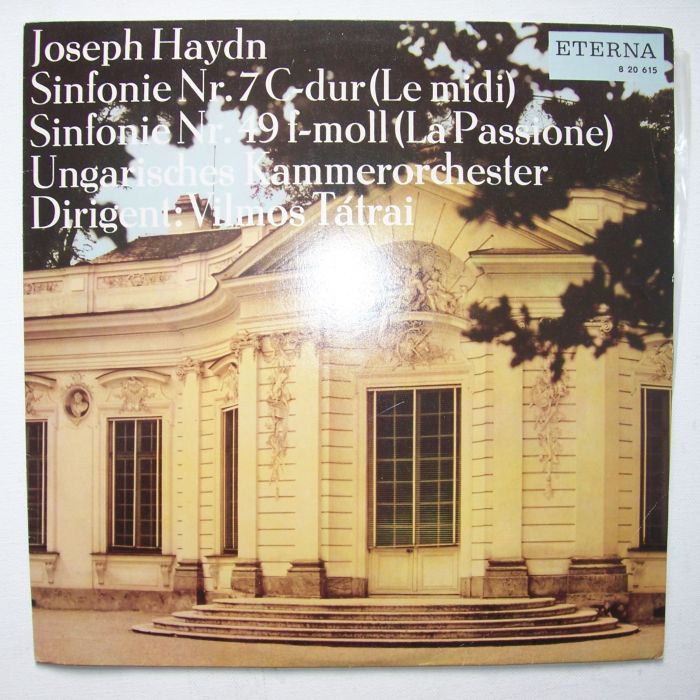 Joseph Haydn
Sinfonie Nr. 7 C-dur (Le midi)
Sinfonie Nr. 49 f-moll (La Passione)
Ungarisches Kammerorchester
Dirigent: Vilmos Tátrai
ETERNA
8 20 615